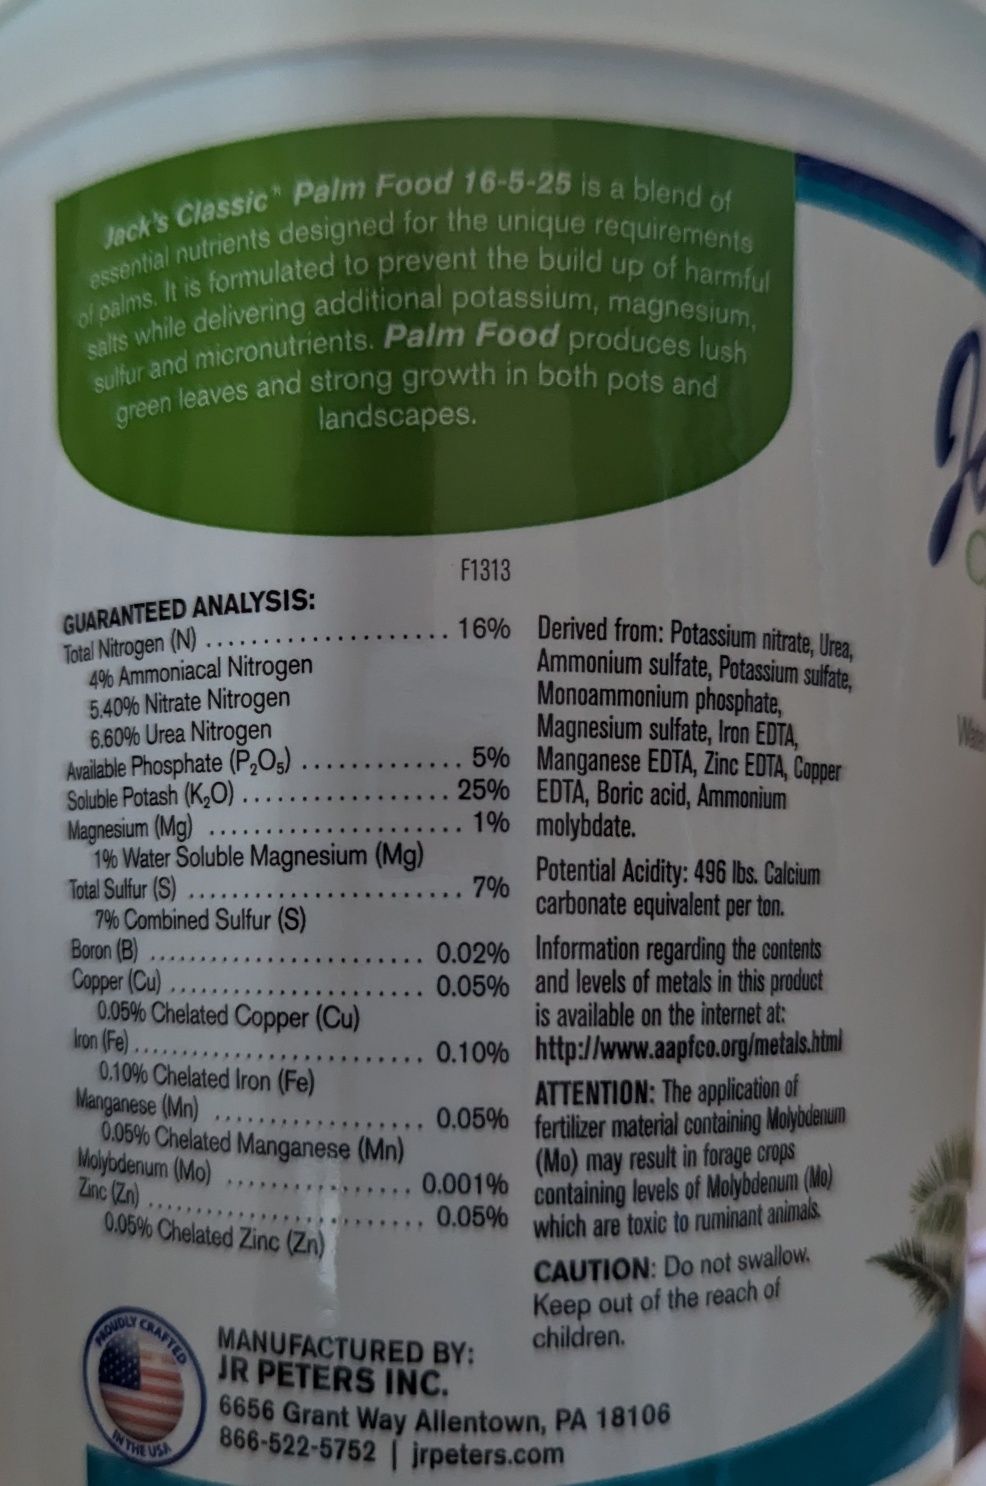 Jack's Classic® Palm Food 16-5-25 is a blend of
essential nutrients designed for the unique requirements
of palms. It is formulated to prevent the build up of harmful
salts while delivering additional potassium, magnesium,
sulfur and micronutrients. Palm Food produces lush
green leaves and strong growth in both pots and
landscapes.
F1313
GUARANTEED ANALYSIS:
Total Nitrogen (N) .................... 16%
4% Ammoniacal Nitrogen
5.40% Nitrate Nitrogen
6.60% Urea Nitrogen
Available Phosphate (P₂O₅) ............. 5%
Soluble Potash (K₂O) .................. 25%
Magnesium (Mg) ....................... 1%
1% Water Soluble Magnesium (Mg)
Total Sulfur (S) ........................ 7%
7% Combined Sulfur (S)
Boron (B) ........................ 0.02%
Copper (Cu) ...................... 0.05%
0.05% Chelated Copper (Cu)
Iron (Fe) ......................... 0.10%
0.10% Chelated Iron (Fe)
Manganese (Mn) .................. 0.05%
0.05% Chelated Manganese (Mn)
Molybdenum (Mo) ................ 0.001%
Zinc (Zn) ........................ 0.05%
0.05% Chelated Zinc (Zn)
Derived from: Potassium nitrate, Urea,
Ammonium sulfate, Potassium sulfate,
Monoammonium phosphate,
Magnesium sulfate, Iron EDTA,
Manganese EDTA, Zinc EDTA, Copper
EDTA, Boric acid, Ammonium
molybdate.
Potential Acidity: 496 lbs. Calcium
carbonate equivalent per ton.
Information regarding the contents
and levels of metals in this product
is available on the internet at:
http://www.aapfco.org/metals.html
ATTENTION: The application of
fertilizer material containing Molybdenum
(Mo) may result in forage crops
containing levels of Molybdenum (Mo)
which are toxic to ruminant animals.
CAUTION: Do not swallow.
Keep out of the reach of
children.
PROUDLY CRAFTED
IN THE USA
MANUFACTURED BY:
JR PETERS INC.
6656 Grant Way Allentown, PA 18106
866-522-5752 | jrpeters.com